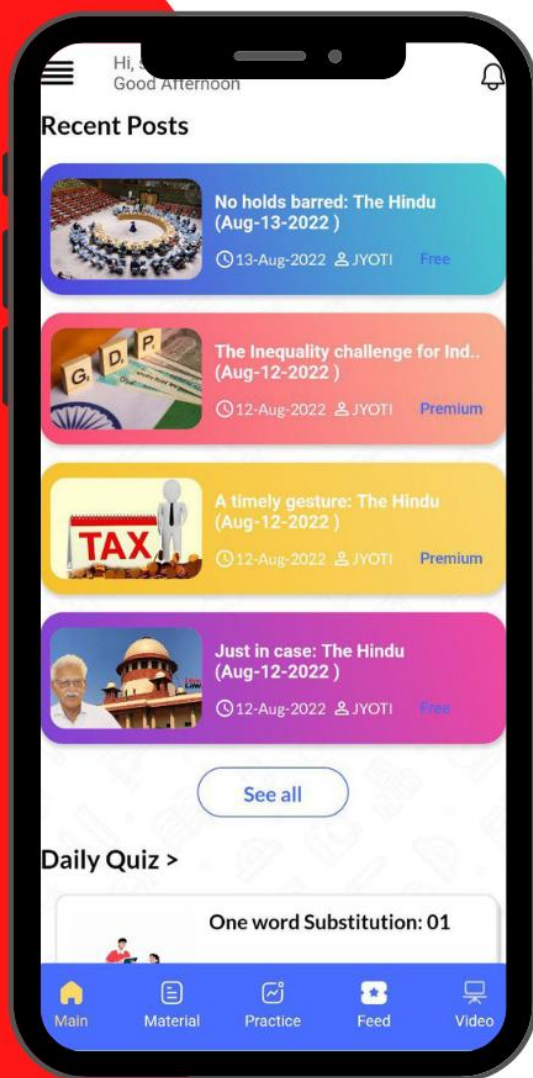 Hi,
Good Afternoon
Recent Posts
No holds barred: The Hindu
(Aug-13-2022 )
13-Aug-2022 JYOTI Free
G D P
The Inequality challenge for Ind..
(Aug-12-2022 )
12-Aug-2022 JYOTI Premium
TAX
A timely gesture: The Hindu
(Aug-12-2022 )
12-Aug-2022 JYOTI Premium
Just in case: The Hindu
(Aug-12-2022 )
12-Aug-2022 JYOTI Free
See all
Daily Quiz >
One word Substitution: 01
Main Material Practice Feed Video